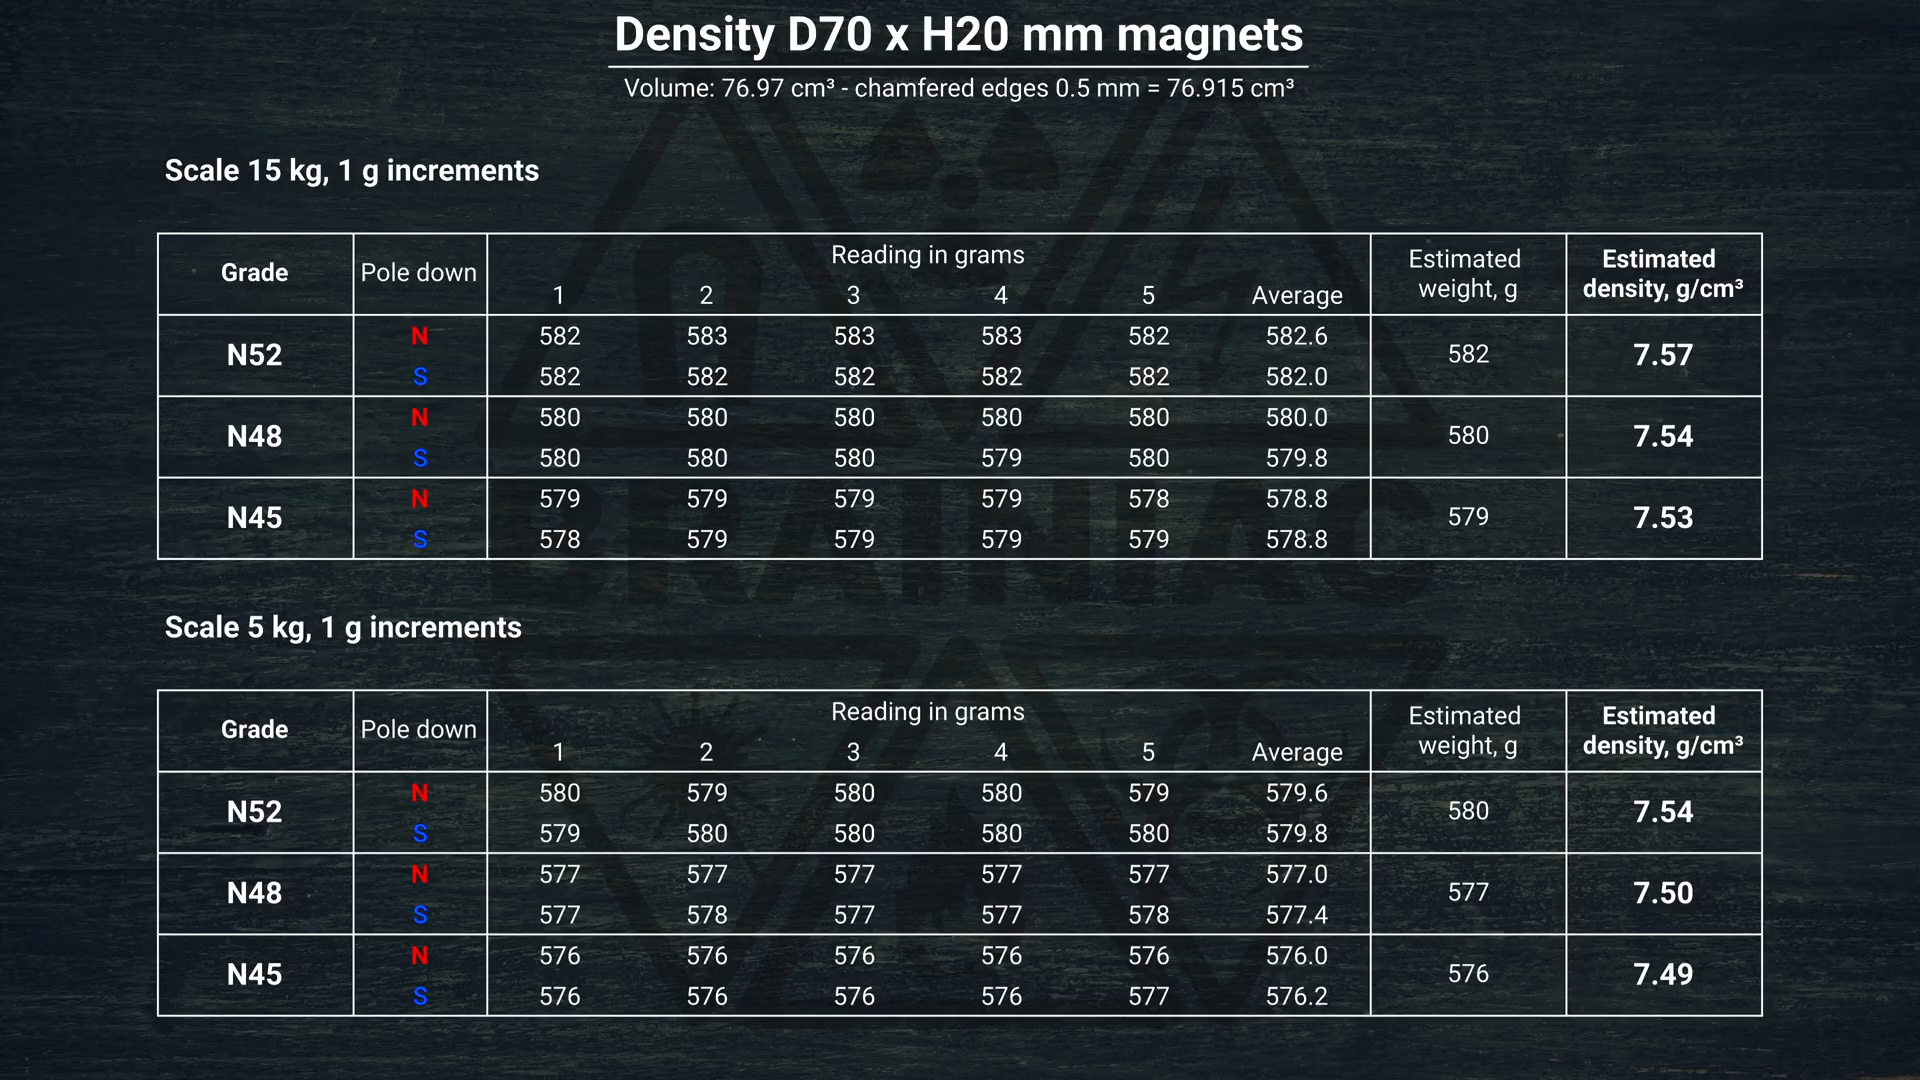 Density D70 x H20 mm magnets
Volume: 76.97 cm³ - chamfered edges 0.5 mm = 76.915 cm³
Scale 15 kg, 1 g increments
Grade Pole down Reading in grams Estimated weight, g Estimated density, g/cm³
1 2 3 4 5 Average
N52 N 582 583 583 583 582 582.6 582 7.57
S 582 582 582 582 582 582.0
N48 N 580 580 580 580 580 580.0 580 7.54
S 580 580 580 579 580 579.8
N45 N 579 579 579 579 578 578.8 579 7.53
S 578 579 579 579 579 578.8
BRAINIAC
Scale 5 kg, 1 g increments
Grade Pole down Reading in grams Estimated weight, g Estimated density, g/cm³
1 2 3 4 5 Average
N52 N 580 579 580 580 579 579.6 580 7.54
S 579 580 580 580 580 579.8
N48 N 577 577 577 577 577 577.0 577 7.50
S 577 578 577 577 578 577.4
N45 N 576 576 576 576 576 576.0 576 7.49
S 576 576 576 576 577 576.2